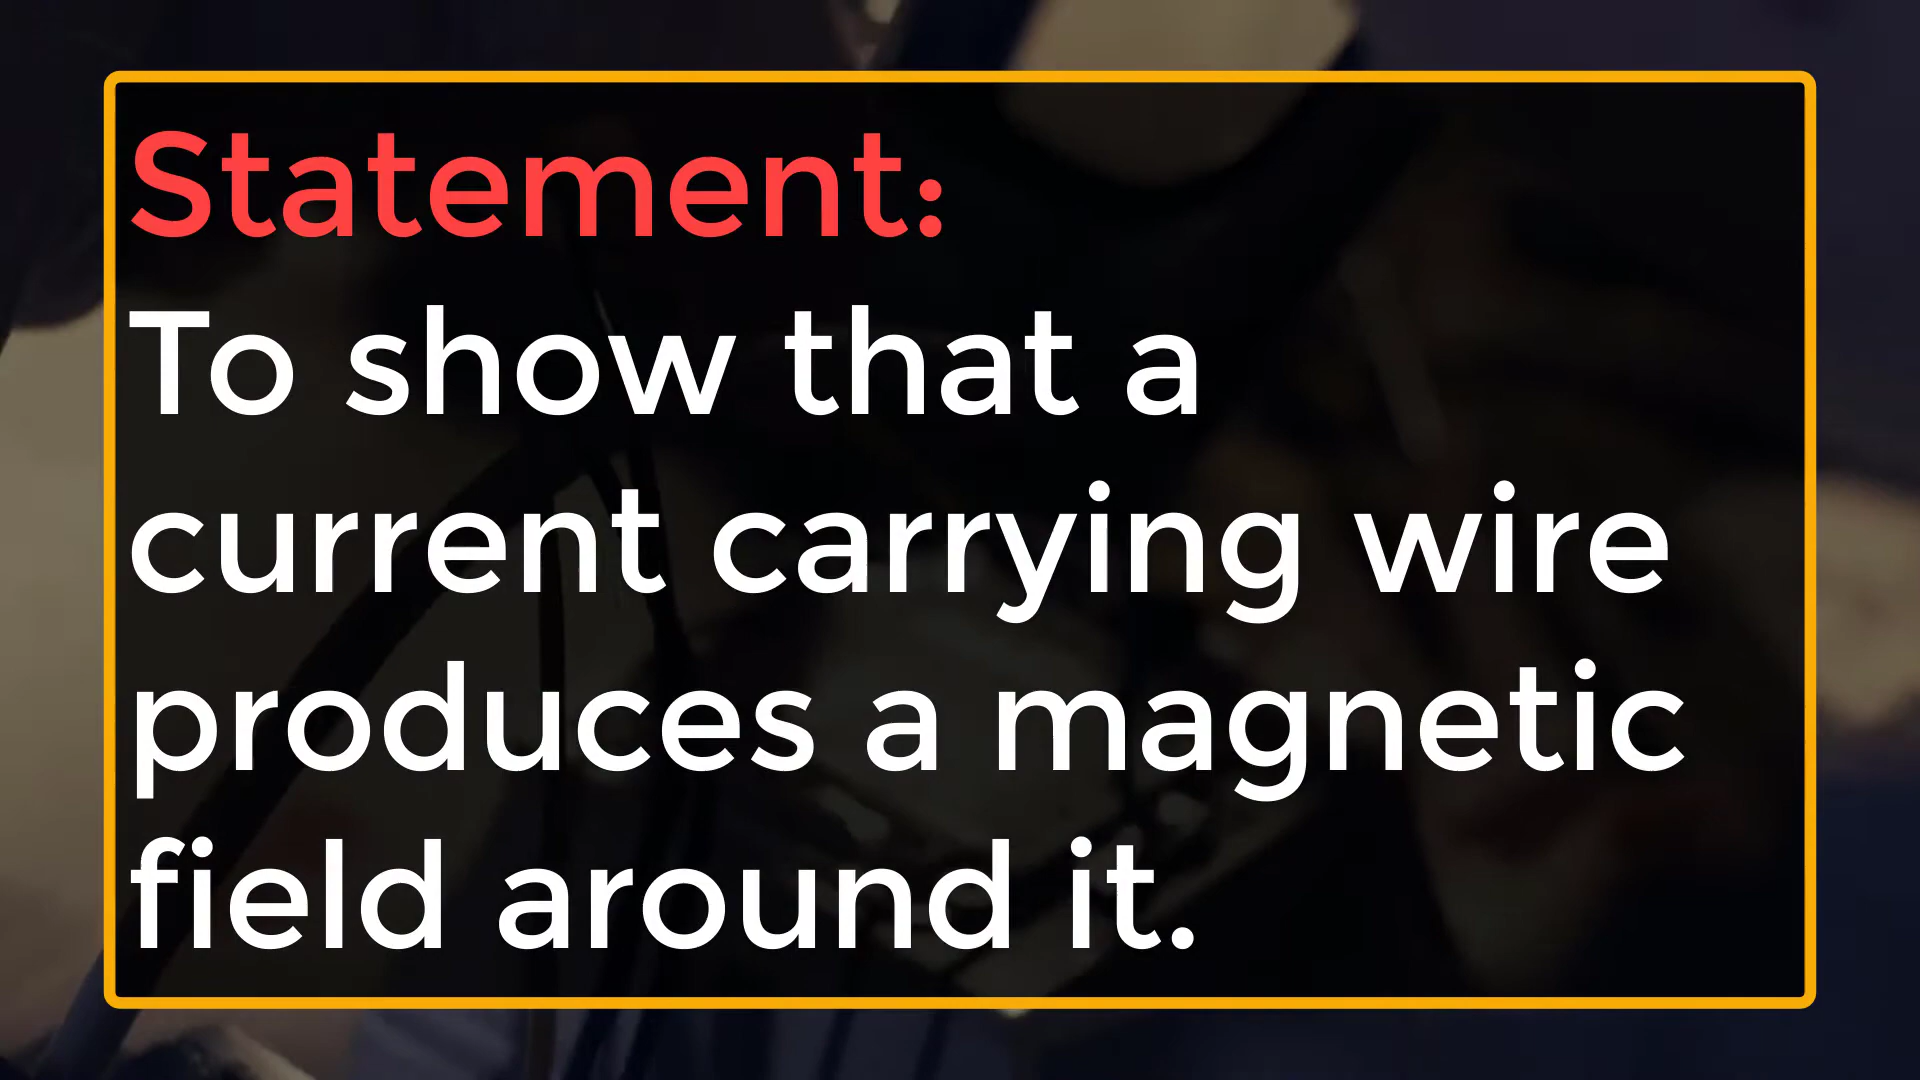 Statement:
To show that a
current carrying wire
produces a magnetic
field around it.